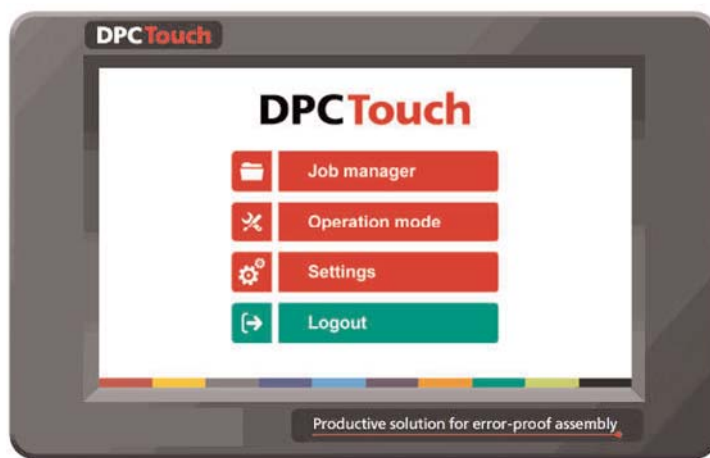 DPCTouch
DPCTouch
Job manager
Operation mode
Settings
Logout
Productive solution for error-proof assembly